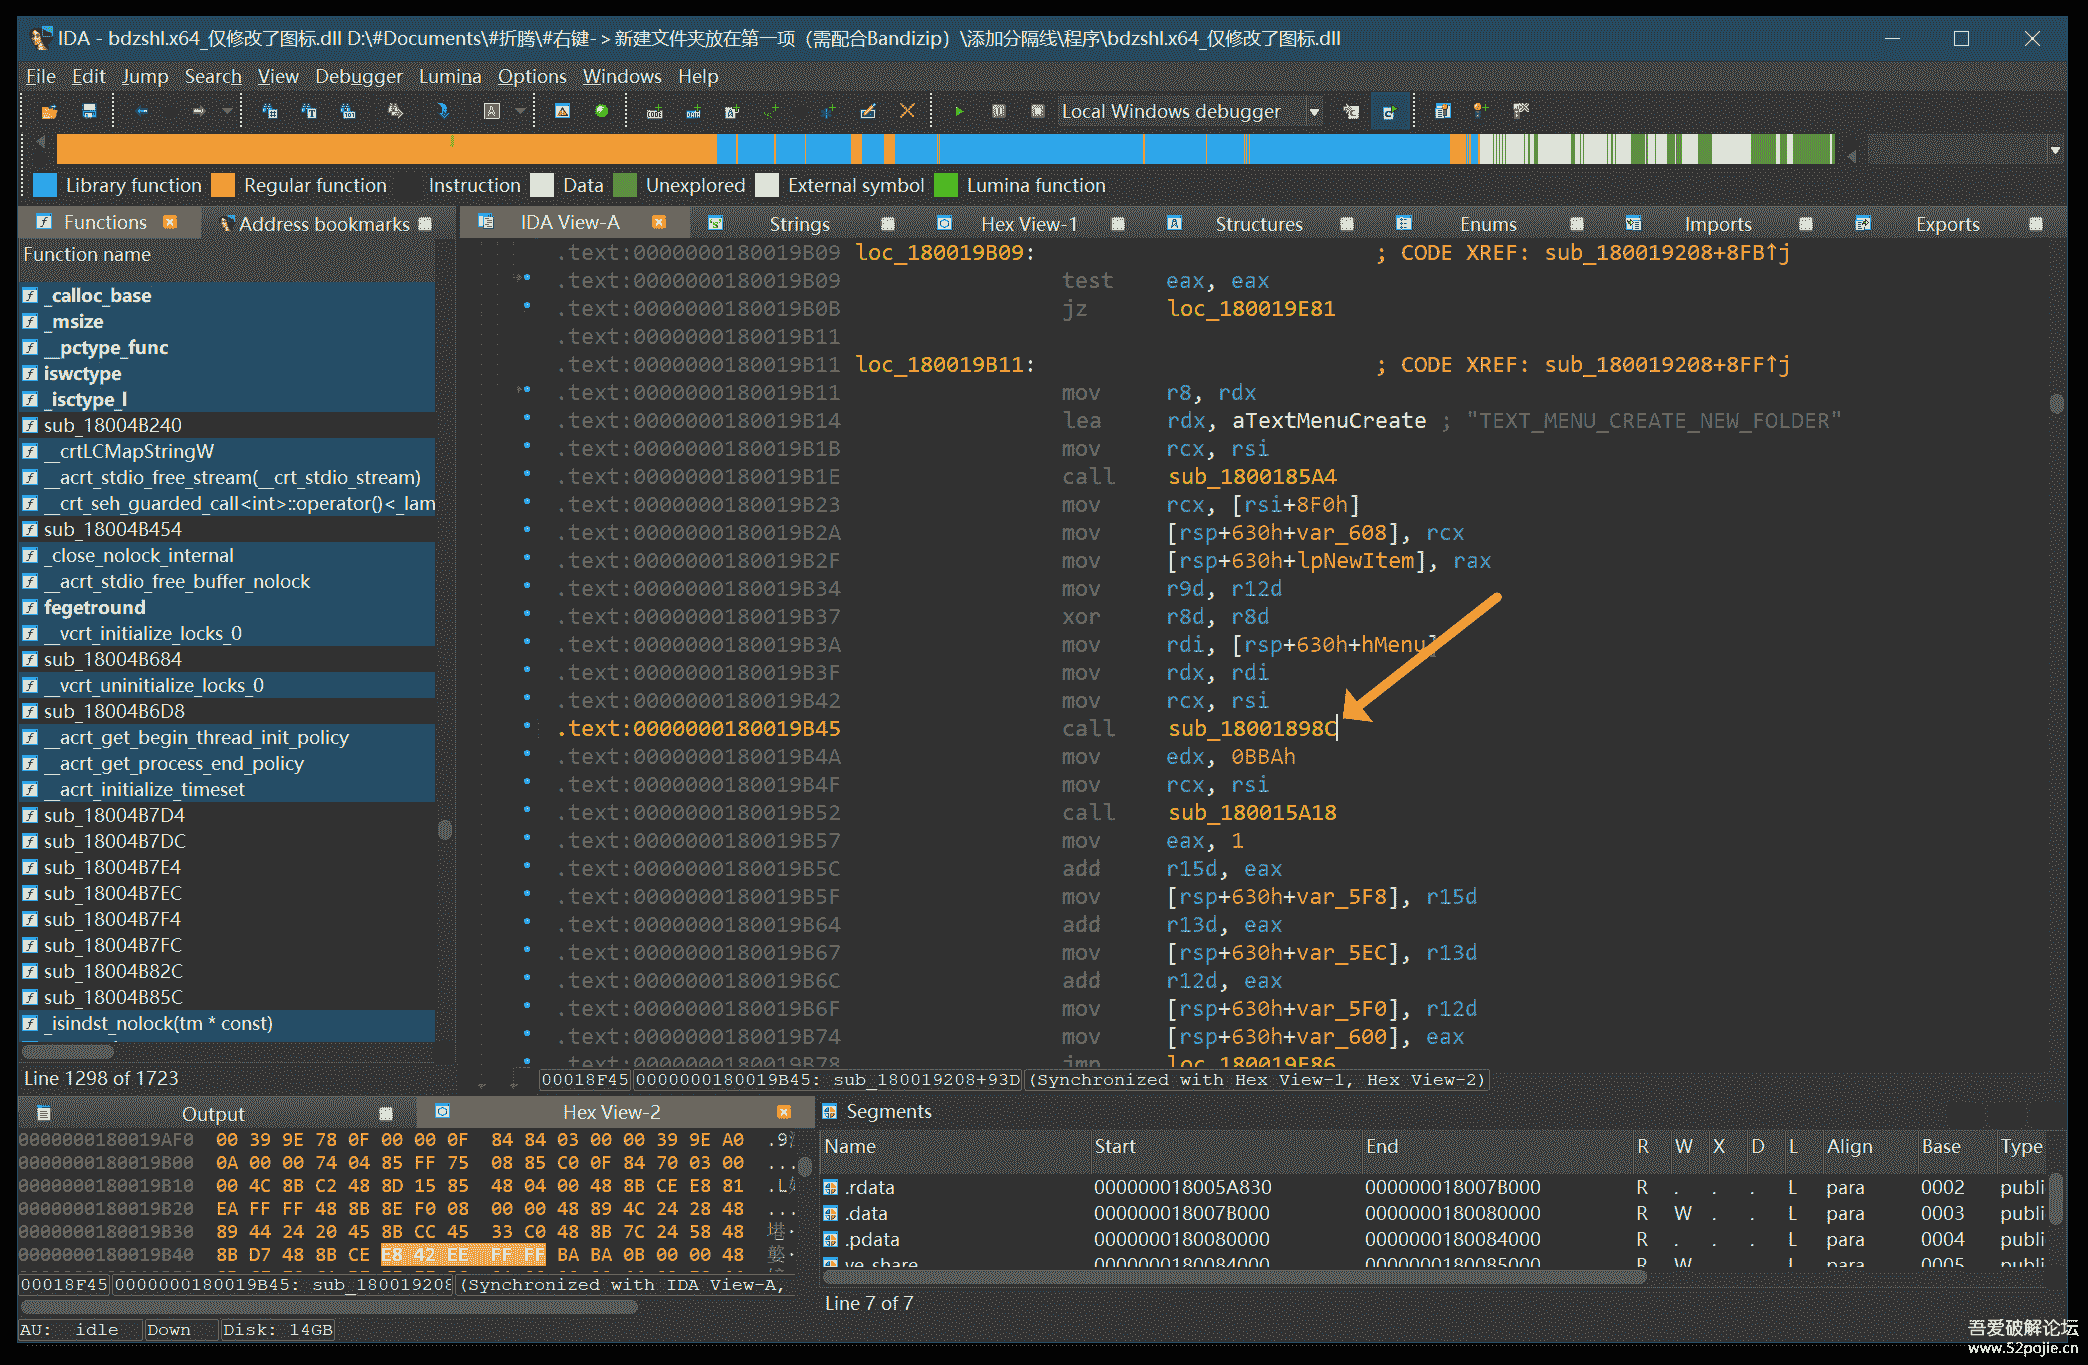 IDA - bdzshl.x64_仅修改了图标.dll D:\#Documents\#折腾\#右键->新建文件夹放在第一项（需配合Bandizip）\添加分隔线\程序\bdzshl.x64_仅修改了图标.dll
File Edit Jump Search View Debugger Lumina Options Windows Help
Local Windows debugger
Library function Regular function Instruction Data Unexplored External symbol Lumina function
Functions Address bookmarks IDA View-A Strings Hex View-1 Structures Enums Imports Exports
Function name
_calloc_base
_msize
__pctype_func
iswctype
_isctype_l
sub_18004B240
__crtLCMapStringW
__acrt_stdio_free_stream(__crt_stdio_stream)
__crt_seh_guarded_call<int>::operator()<_lam
sub_18004B454
_close_nolock_internal
__acrt_stdio_free_buffer_nolock
fegetround
__vcrt_initialize_locks_0
sub_18004B684
__vcrt_uninitialize_locks_0
sub_18004B6D8
__acrt_get_begin_thread_init_policy
__acrt_get_process_end_policy
__acrt_initialize_timeset
sub_18004B7D4
sub_18004B7DC
sub_18004B7E4
sub_18004B7EC
sub_18004B7F4
sub_18004B7FC
sub_18004B82C
sub_18004B85C
_isindst_nolock(tm * const)
Line 1298 of 1723
.text:0000000180019B09 loc_180019B09: ; CODE XREF: sub_180019208+8FB↑j
.text:0000000180019B09 test eax, eax
.text:0000000180019B0B jz loc_180019E81
.text:0000000180019B11
.text:0000000180019B11 loc_180019B11: ; CODE XREF: sub_180019208+8FF↑j
.text:0000000180019B11 mov r8, rdx
.text:0000000180019B14 lea rdx, aTextMenuCreate ; "TEXT_MENU_CREATE_NEW_FOLDER"
.text:0000000180019B1B mov rcx, rsi
.text:0000000180019B1E call sub_1800185A4
.text:0000000180019B23 mov rcx, [rsi+8F0h]
.text:0000000180019B2A mov [rsp+630h+var_608], rcx
.text:0000000180019B2F mov [rsp+630h+lpNewItem], rax
.text:0000000180019B34 mov r9d, r12d
.text:0000000180019B37 xor r8d, r8d
.text:0000000180019B3A mov rdi, [rsp+630h+hMenu]
.text:0000000180019B3F mov rdx, rdi
.text:0000000180019B42 mov rcx, rsi
.text:0000000180019B45 call sub_18001898C
.text:0000000180019B4A mov edx, 0BBAh
.text:0000000180019B4F mov rcx, rsi
.text:0000000180019B52 call sub_180015A18
.text:0000000180019B57 mov eax, 1
.text:0000000180019B5C add r15d, eax
.text:0000000180019B5F mov [rsp+630h+var_5F8], r15d
.text:0000000180019B64 add r13d, eax
.text:0000000180019B67 mov [rsp+630h+var_5EC], r13d
.text:0000000180019B6C add r12d, eax
.text:0000000180019B6F mov [rsp+630h+var_5F0], r12d
.text:0000000180019B74 mov [rsp+630h+var_600], eax
.text:0000000180019B78 jmp loc_180019E86
00018F45 0000000180019B45: sub_180019208+93D (Synchronized with Hex View-1, Hex View-2)
Output Hex View-2
0000000180019AF0 00 39 9E 78 0F 00 00 0F 84 84 03 00 00 39 9E A0 .9
0000000180019B00 0A 00 00 74 04 85 FF 75 08 85 C0 0F 84 70 03 00 ...
0000000180019B10 00 4C 8B C2 48 8D 15 85 48 04 00 48 8B CE E8 81 .L
0000000180019B20 EA FF FF 48 8B 8E F0 08 00 00 48 89 4C 24 28 48 ...
0000000180019B30 89 44 24 20 45 8B CC 45 33 C0 48 8B 7C 24 58 48
0000000180019B40 8B D7 48 8B CE E8 42 EE FF FF BA BA 0B 00 00 48
00018F45 0000000180019B45: sub_180019208 (Synchronized with IDA View-A,
Segments
Name Start End R W X D L Align Base Type
.rdata 000000018005A830 000000018007B000 R . . . L para 0002 publi
.data 000000018007B000 0000000180080000 R W . . L para 0003 publi
.pdata 0000000180080000 0000000180084000 R . . . L para 0004 publi
ve_share 0000000180084000 0000000180085000 R W . . L para 0005 publi
Line 7 of 7
AU: idle Down Disk: 14GB
吾爱破解论坛
www.52pojie.cn